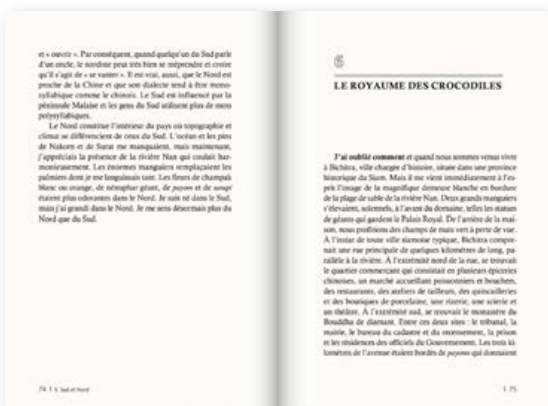 et « ouvrir ». Par conséquent, quand quelqu'un du Sud parle
d'un oncle, le nordiste peut très bien se méprendre et croire
qu'il s'agit de « se vanter ». Il est vrai, aussi, que le Nord est
proche de la Chine et que son dialecte tend à être mono-
syllabique comme le chinois. Le Sud est influencé par la
péninsule Malaise et les gens du Sud utilisent plus de mots
polysyllabiques.
Le Nord constitue l'intérieur du pays où topographie et
climat se différencient de ceux du Sud. L'océan et les pins
de Nakorn et de Surat me manquaient, mais maintenant,
j'appréciais la présence de la rivière Nan qui coulait har-
monieusement. Les énormes manguiers remplaçaient les
palmiers dont je me languissais tant. Les fleurs de champak
blanc ou orange, de nénuphar géant, de payom et de sarapi
étaient plus odorantes dans le Nord. Je suis né dans le Sud,
mais j'ai grandi dans le Nord. Je me sens désormais plus du
Nord que du Sud.
74 | 5. Sud et Nord
6
LE ROYAUME DES CROCODILES
J'ai oublié comment et quand nous sommes venus vivre
à Bichitra, ville chargée d'histoire, située dans une province
historique du Siam. Mais il me vient immédiatement à l'es-
prit l'image de la magnifique demeure blanche en bordure
de la plage de sable de la rivière Nan. Deux grands manguiers
s'élevaient, solennels, à l'avant du domaine, telles les statues
de géants qui gardent le Palais Royal. De l'arrière de la mai-
son, nous profitions des champs de maïs vert à perte de vue.
À l'instar de toute ville siamoise typique, Bichitra compre-
nait une rue principale de quelques kilomètres de long, pa-
rallèle à la rivière. À l'extrémité nord de la rue, se trouvait
le quartier commerçant qui consistait en plusieurs épiceries
chinoises, un marché accueillant poissonniers et bouchers,
des restaurants, des ateliers de tailleurs, des quincailleries
et des boutiques de porcelaine, une rizerie, une scierie et
un théâtre. À l'extrémité sud, se trouvait le monastère du
Bouddha de diamant. Entre ces deux sites : le tribunal, la
mairie, le bureau du cadastre et du recensement, la prison
et les résidences des officiels du Gouvernement. Les trois ki-
lomètres de l'avenue étaient bordés de payoms qui donnaient
| 75